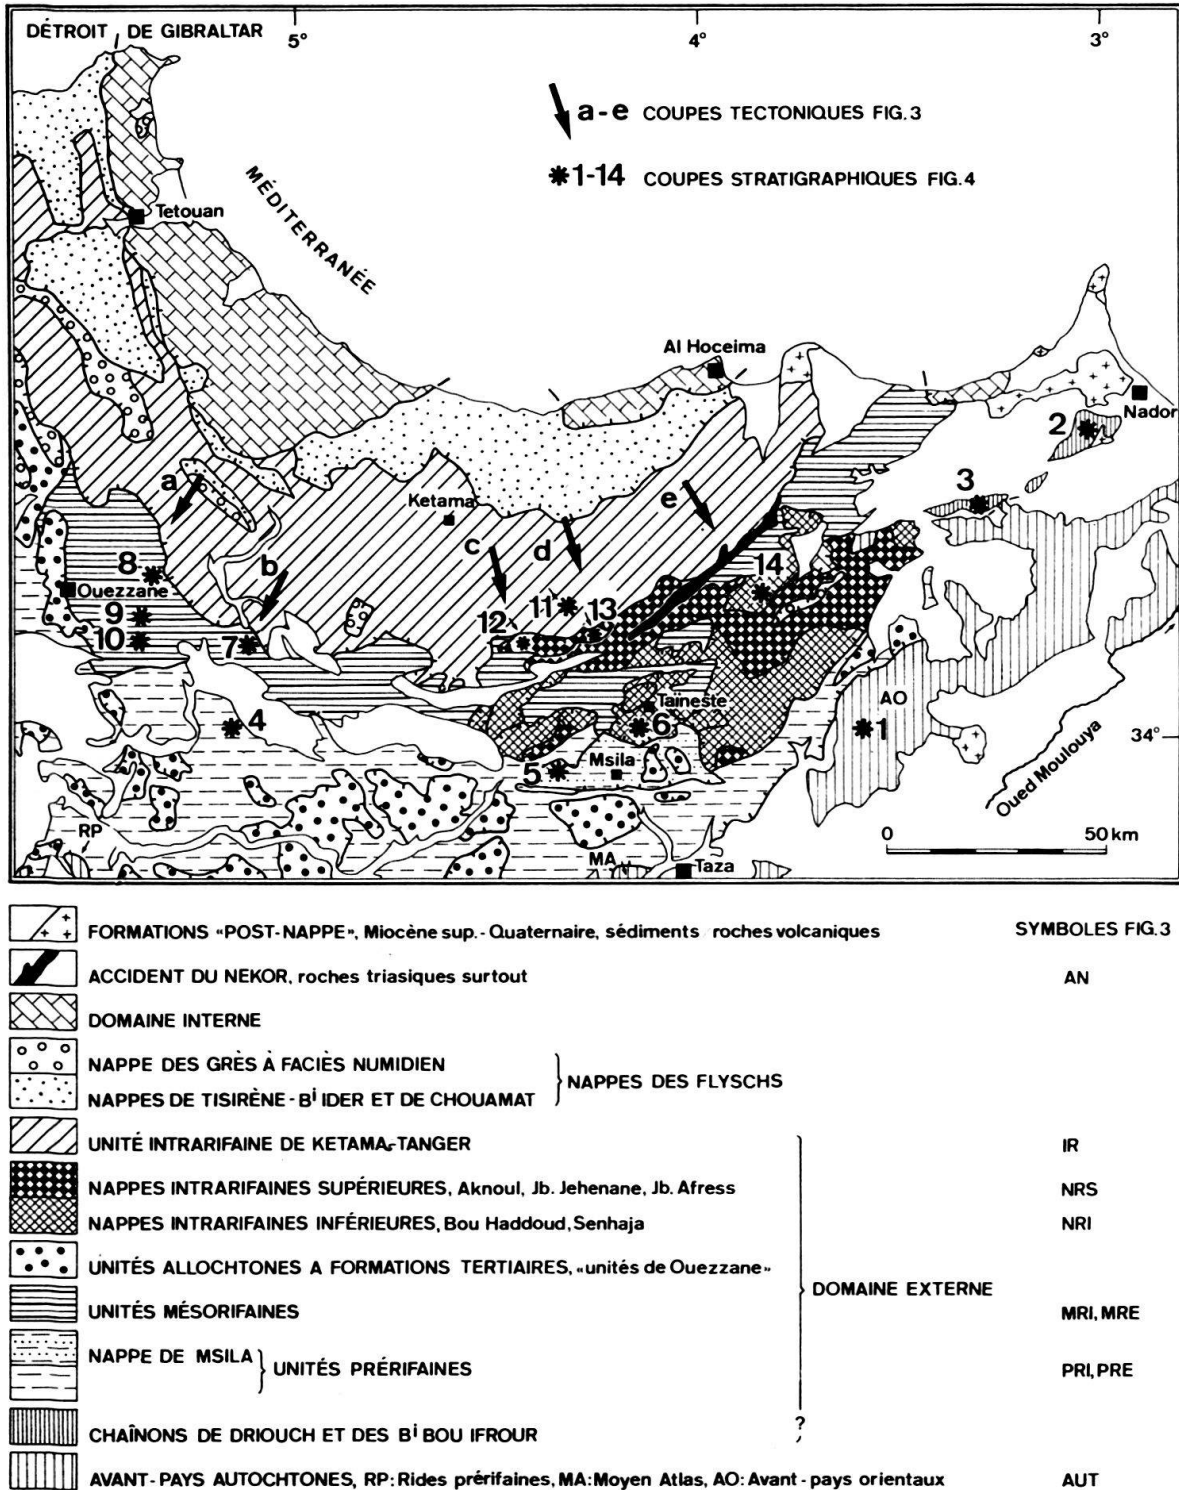 DÉTROIT DE GIBRALTAR
5°
4°
3°
a-e COUPES TECTONIQUES FIG.3
1-14 COUPES STRATIGRAPHIQUES FIG.4
MÉDITERRANÉE
Tetouan
Al Hoceima
Nador
2
3
a
Ketama
e
c
d
8
b
14
Ouezzane
9
11
13
12
10
7
Taïneste
AO
4
6
1
34°
5
Msila
Oued Moulouya
RP
0 50 km
MA
Taza
FORMATIONS «POST-NAPPE», Miocène sup.-Quaternaire, sédiments roches volcaniques
SYMBOLES FIG.3
ACCIDENT DU NEKOR, roches triasiques surtout AN
DOMAINE INTERNE
NAPPE DES GRÈS À FACIÈS NUMIDIEN
NAPPES DES FLYSCHS
NAPPES DE TISIRÈNE-Bⁱ IDER ET DE CHOUAMAT
UNITÉ INTRARIFAINE DE KETAMA-TANGER IR
NAPPES INTRARIFAINES SUPÉRIEURES, Aknoul, Jb. Jehenane, Jb. Afress NRS
NAPPES INTRARIFAINES INFÉRIEURES, Bou Haddoud, Senhaja NRI
UNITÉS ALLOCHTONES A FORMATIONS TERTIAIRES, «unités de Ouezzane»
DOMAINE EXTERNE
UNITÉS MÉSORIFAINES MRI, MRE
NAPPE DE MSILA
UNITÉS PRÉRIFAINES PRI, PRE
CHAÎNONS DE DRIOUCH ET DES Bⁱ BOU IFROUR ?
AVANT-PAYS AUTOCHTONES, RP: Rides prérifaines, MA: Moyen Atlas, AO: Avant-pays orientaux AUT